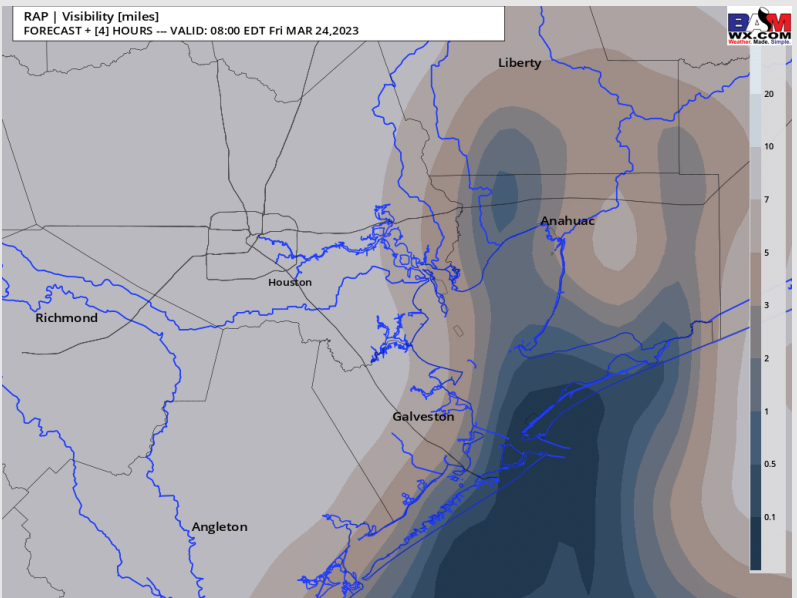 RAP | Visibility [miles]
FORECAST + [4] HOURS --- VALID: 08:00 EDT Fri MAR 24,2023
BAM
WX.COM
Weather. Made. Simple.
Liberty
20
10
7
Anahuac
5
Houston
3
Richmond
2
1
Galveston
0.5
0.1
Angleton